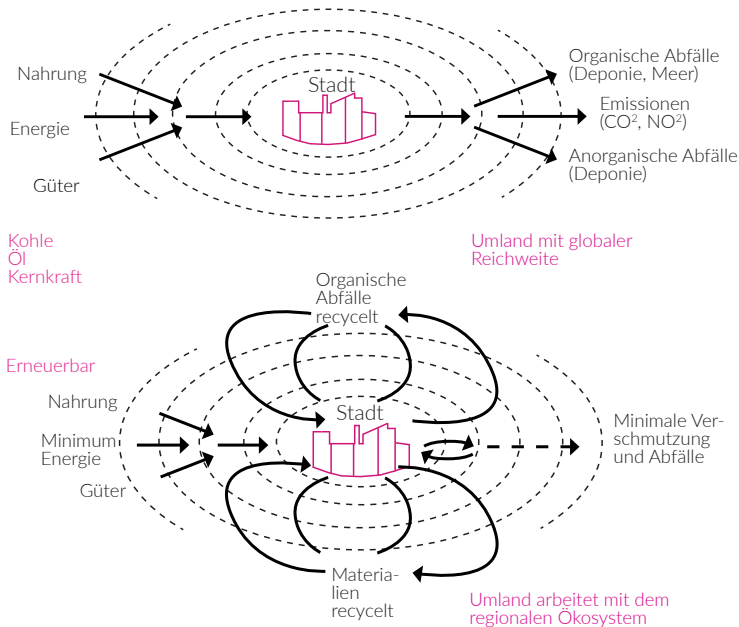 Stadt
Nahrung
Energie
Güter
Organische Abfälle
(Deponie, Meer)
Emissionen
(CO², NO²)
Anorganische Abfälle
(Deponie)
Kohle
Öl
Kernkraft
Umland mit globaler
Reichweite
Organische
Abfälle
recycelt
Erneuerbar
Nahrung
Minimum
Energie
Güter
Stadt
Minimale Ver-
schmutzung
und Abfälle
Materia-
lien
recycelt
Umland arbeitet mit dem
regionalen Ökosystem